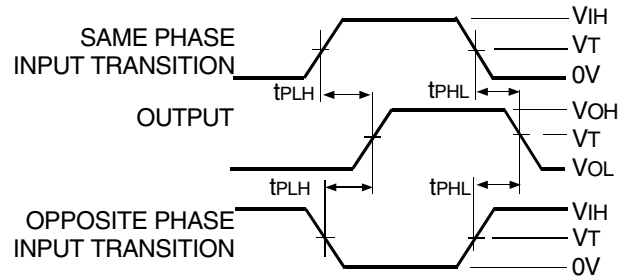 VIH
SAME PHASE
INPUT TRANSITION
VT
0V
tPLH
tPHL
OUTPUT
VOH
VT
VOL
tPLH
tPHL
OPPOSITE PHASE
INPUT TRANSITION
VIH
VT
0V